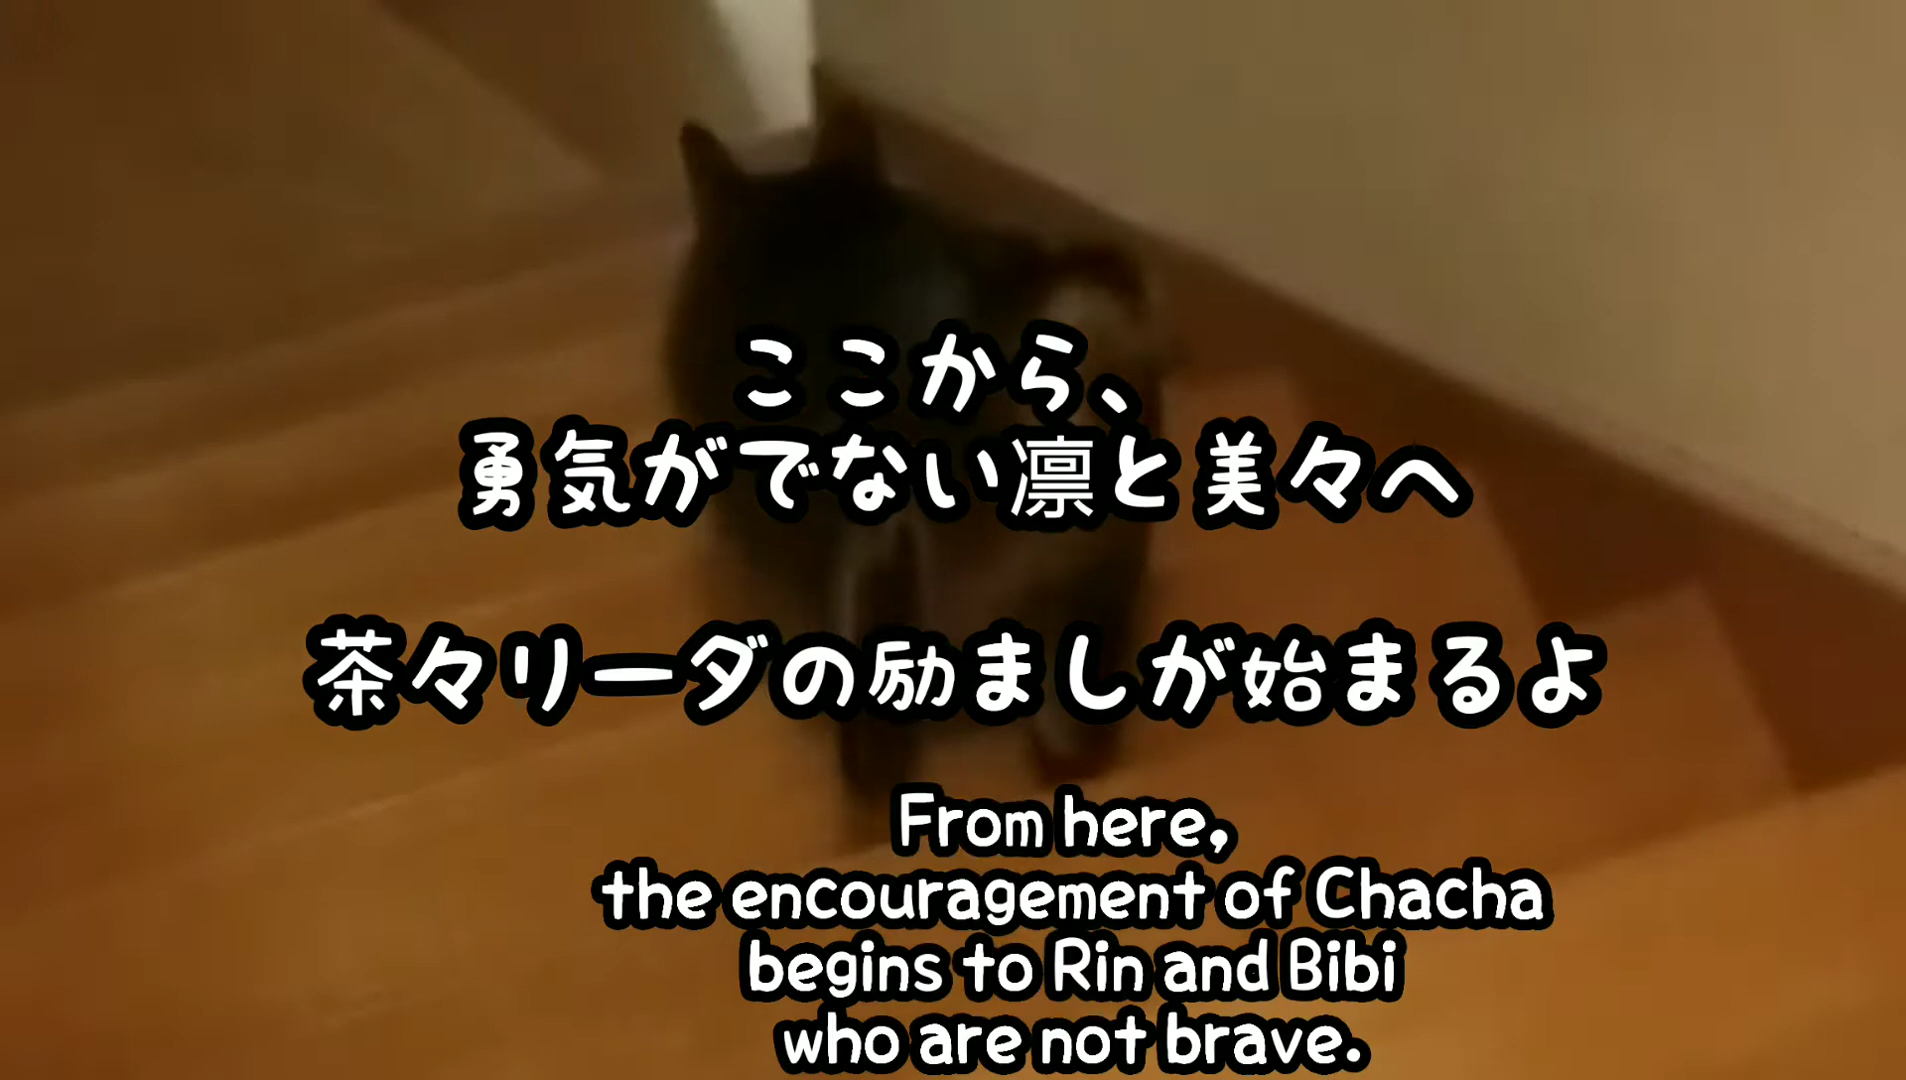 ここから、
勇気がでない凛と美々へ
茶々リーダの励ましが始まるよ
From here,
the encouragement of Chacha
begins to Rin and Bibi
who are not brave.